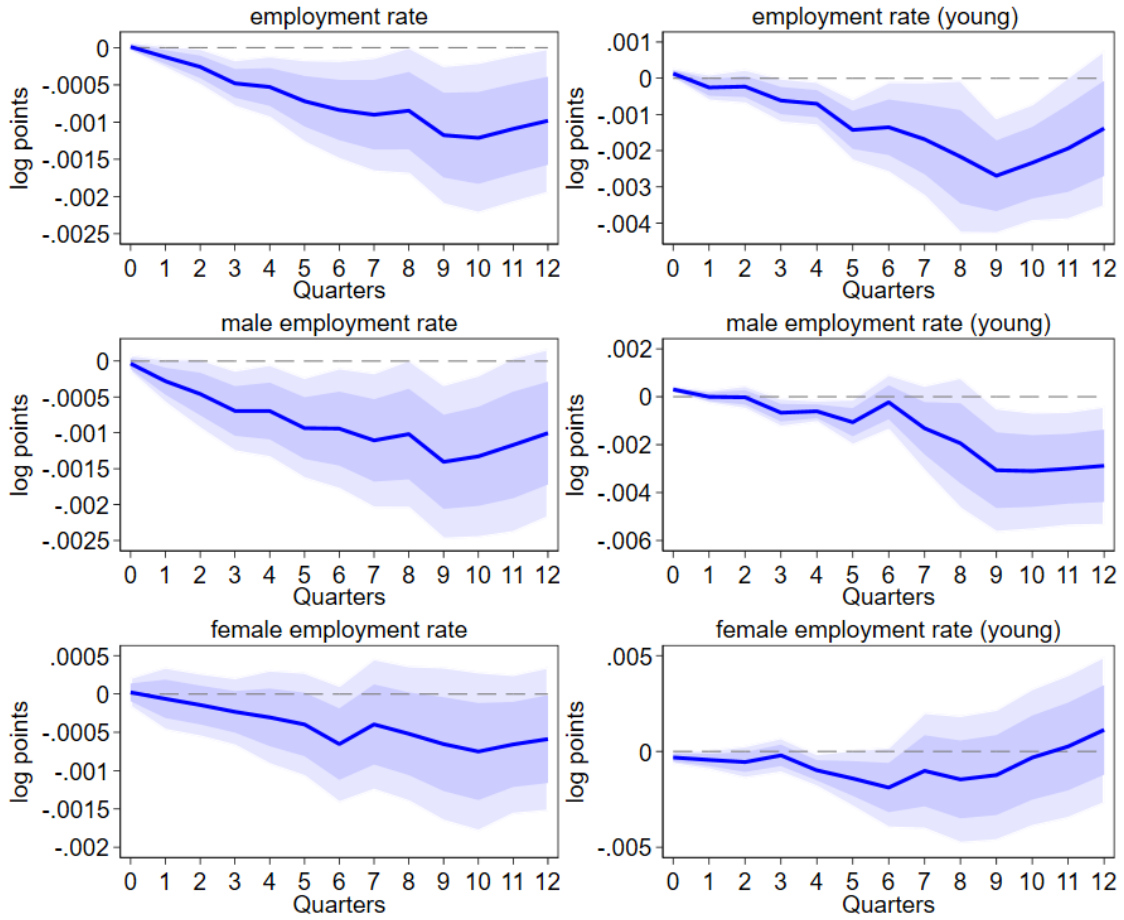 employment rate
log points
0
-.0005
-.001
-.0015
-.002
-.0025
0 1 2 3 4 5 6 7 8 9 10 11 12
Quarters
employment rate (young)
log points
.001
0
-.001
-.002
-.003
-.004
0 1 2 3 4 5 6 7 8 9 10 11 12
Quarters
male employment rate
log points
0
-.0005
-.001
-.0015
-.002
-.0025
0 1 2 3 4 5 6 7 8 9 10 11 12
Quarters
male employment rate (young)
log points
.002
0
-.002
-.004
-.006
0 1 2 3 4 5 6 7 8 9 10 11 12
Quarters
female employment rate
log points
.0005
0
-.0005
-.001
-.0015
-.002
0 1 2 3 4 5 6 7 8 9 10 11 12
Quarters
female employment rate (young)
log points
.005
0
-.005
0 1 2 3 4 5 6 7 8 9 10 11 12
Quarters